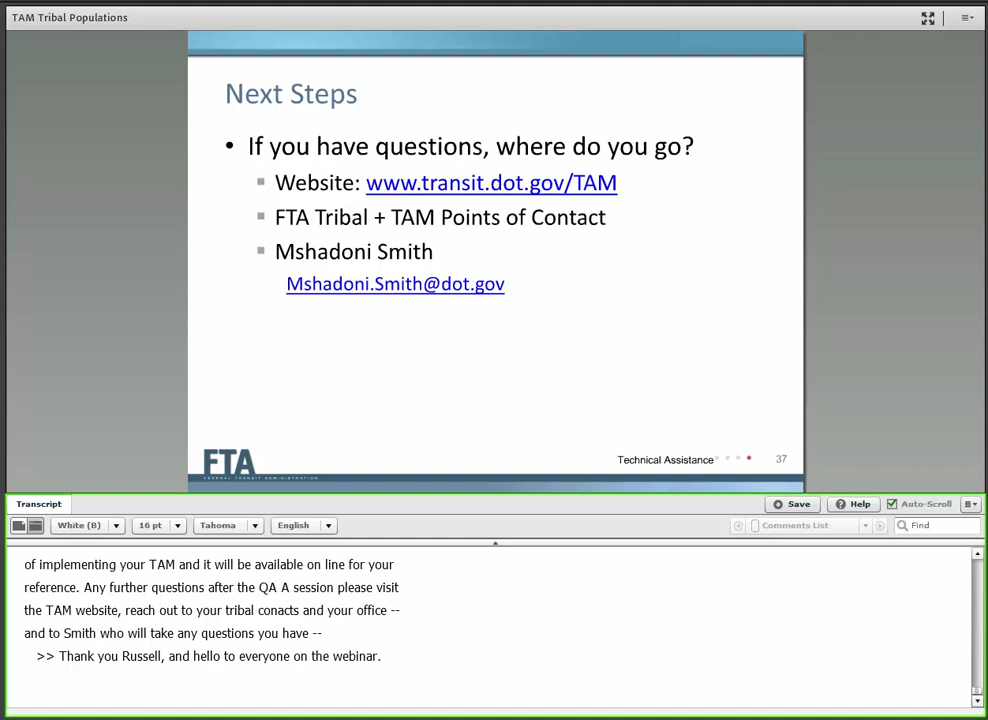 TAM Tribal Populations
Next Steps
• If you have questions, where do you go?
Website: www.transit.dot.gov/TAM
FTA Tribal + TAM Points of Contact
Mshadoni Smith
Mshadoni.Smith@dot.gov
FTA
FEDERAL TRANSIT ADMINISTRATION
Technical Assistance
37
Transcript
Save
Help
Auto-Scroll
White (B)
16 pt
Tahoma
English
Comments List
Find
of implementing your TAM and it will be available on line for your
reference. Any further questions after the QA A session please visit
the TAM website, reach out to your tribal conacts and your office --
and to Smith who will take any questions you have --
>> Thank you Russell, and hello to everyone on the webinar.